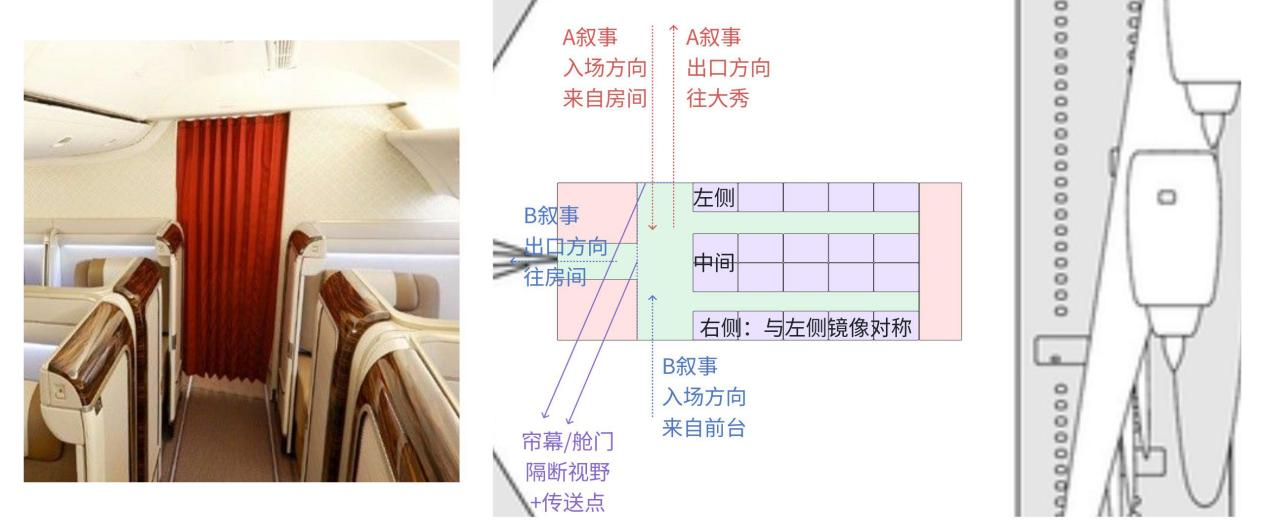 A叙事
入场方向
来自房间
A叙事
出口方向
往大秀
左侧
B叙事
出口方向
往房间
中间
右侧：与左侧镜像对称
B叙事
入场方向
来自前台
帘幕/舱门
隔断视野
+传送点